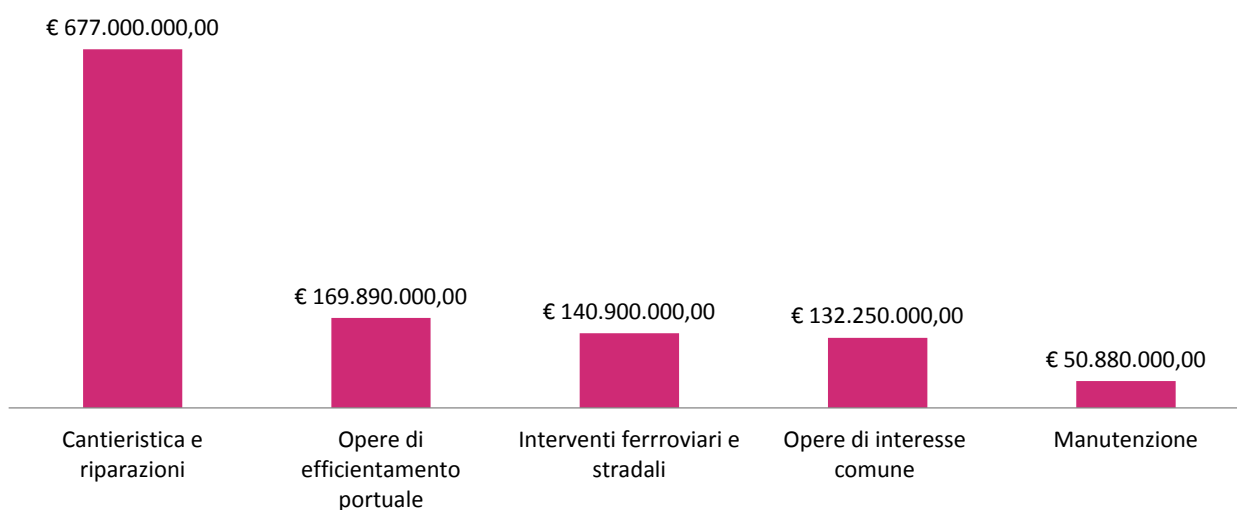 € 677.000.000,00
€ 169.890.000,00
€ 140.900.000,00
€ 132.250.000,00
€ 50.880.000,00
Cantieristica e
riparazioni
Opere di
efficientamento
portuale
Interventi ferrroviari e
stradali
Opere di interesse
comune
Manutenzione